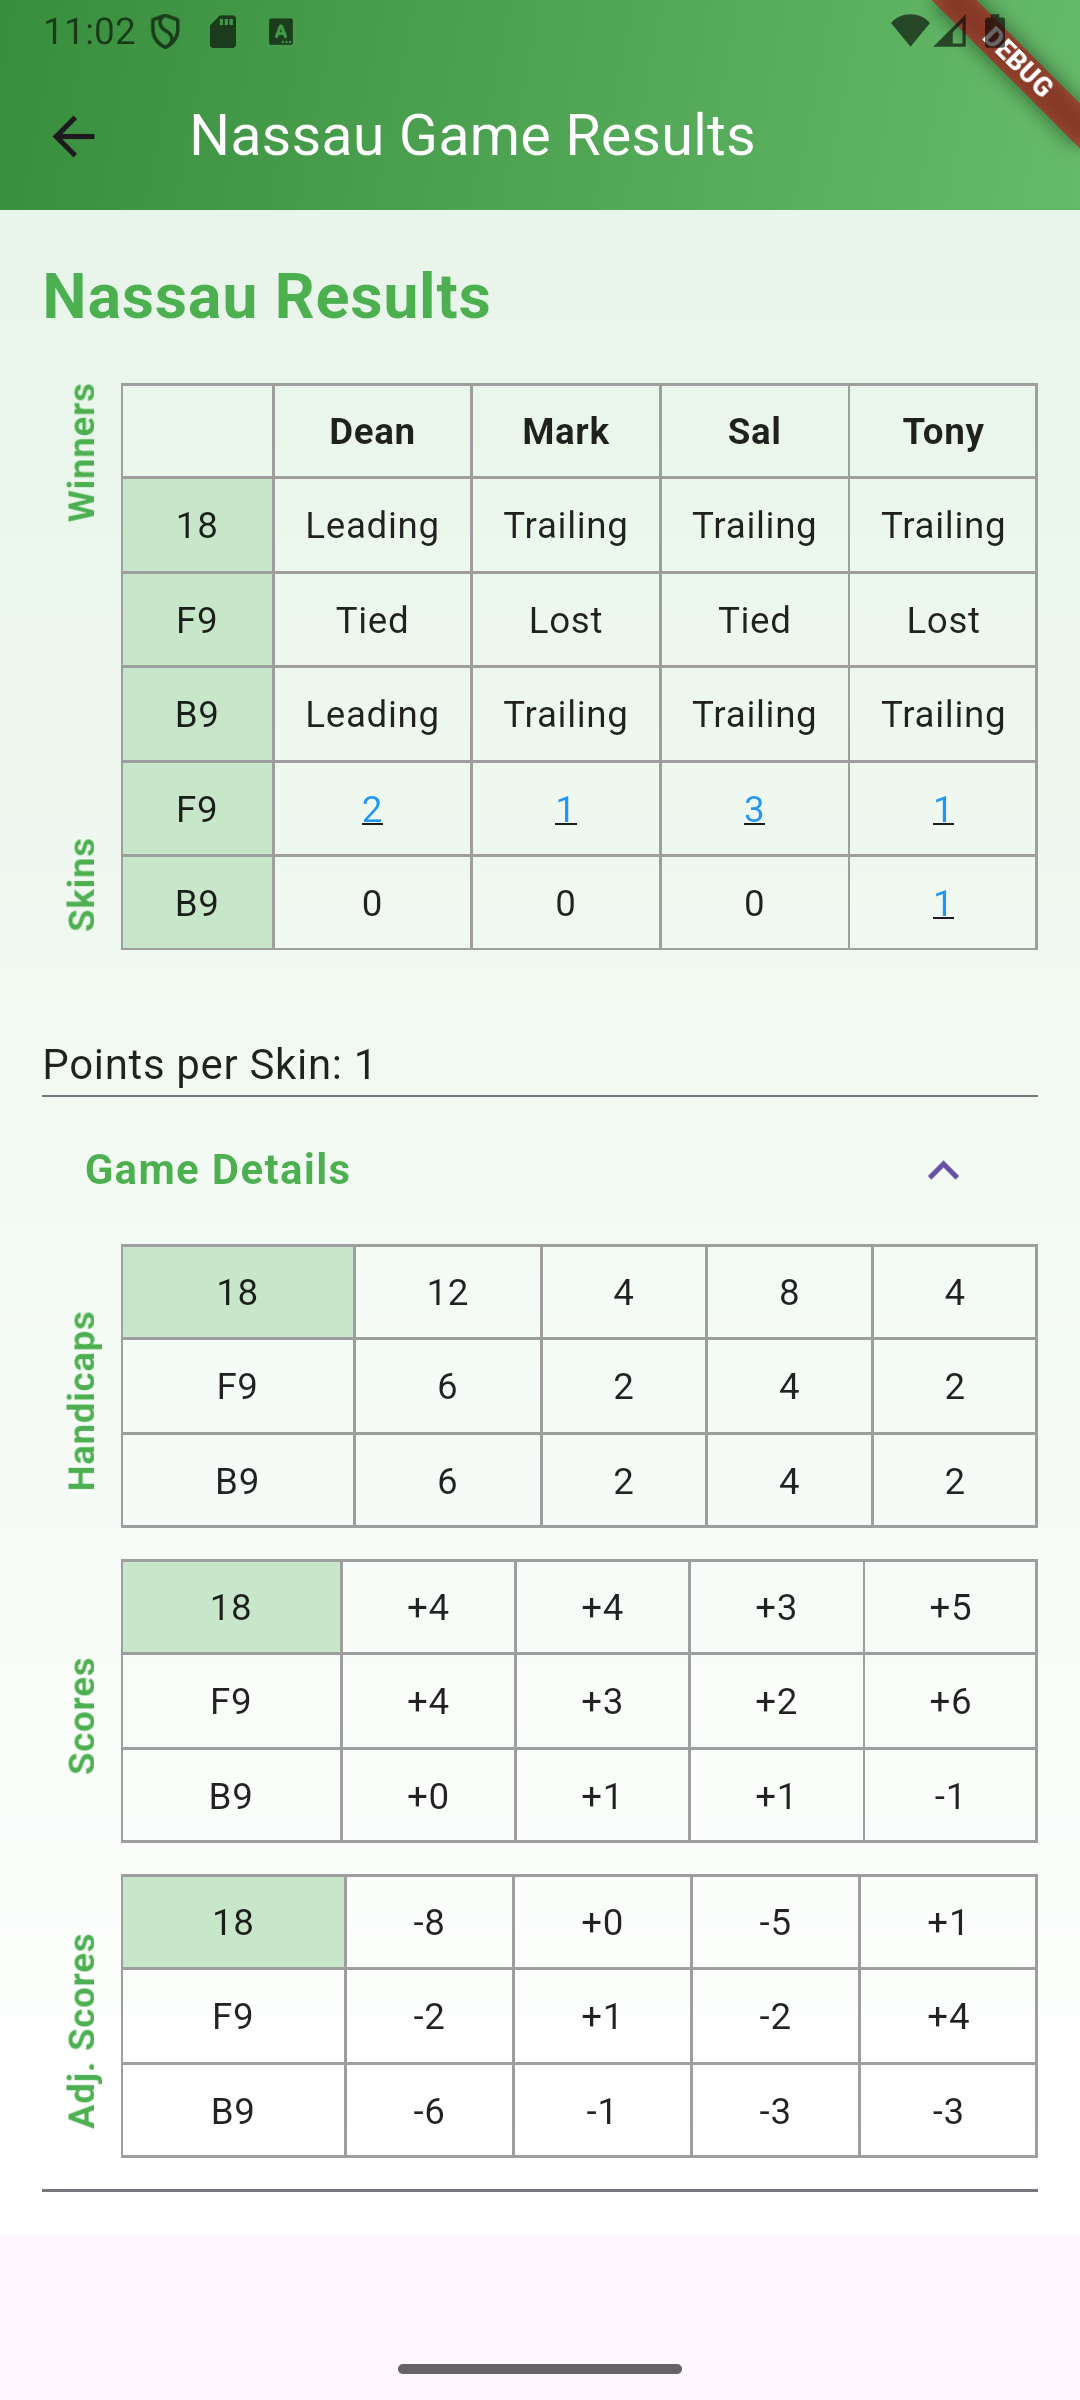 11:02
DEBUG
Nassau Game Results
Nassau Results
Winners
Dean Mark Sal Tony
18 Leading Trailing Trailing Trailing
F9 Tied Lost Tied Lost
B9 Leading Trailing Trailing Trailing
Skins
F9 2 1 3 1
B9 0 0 0 1
Points per Skin: 1
Game Details
Handicaps
18 12 4 8 4
F9 6 2 4 2
B9 6 2 4 2
Scores
18 +4 +4 +3 +5
F9 +4 +3 +2 +6
B9 +0 +1 +1 -1
Adj. Scores
18 -8 +0 -5 +1
F9 -2 +1 -2 +4
B9 -6 -1 -3 -3